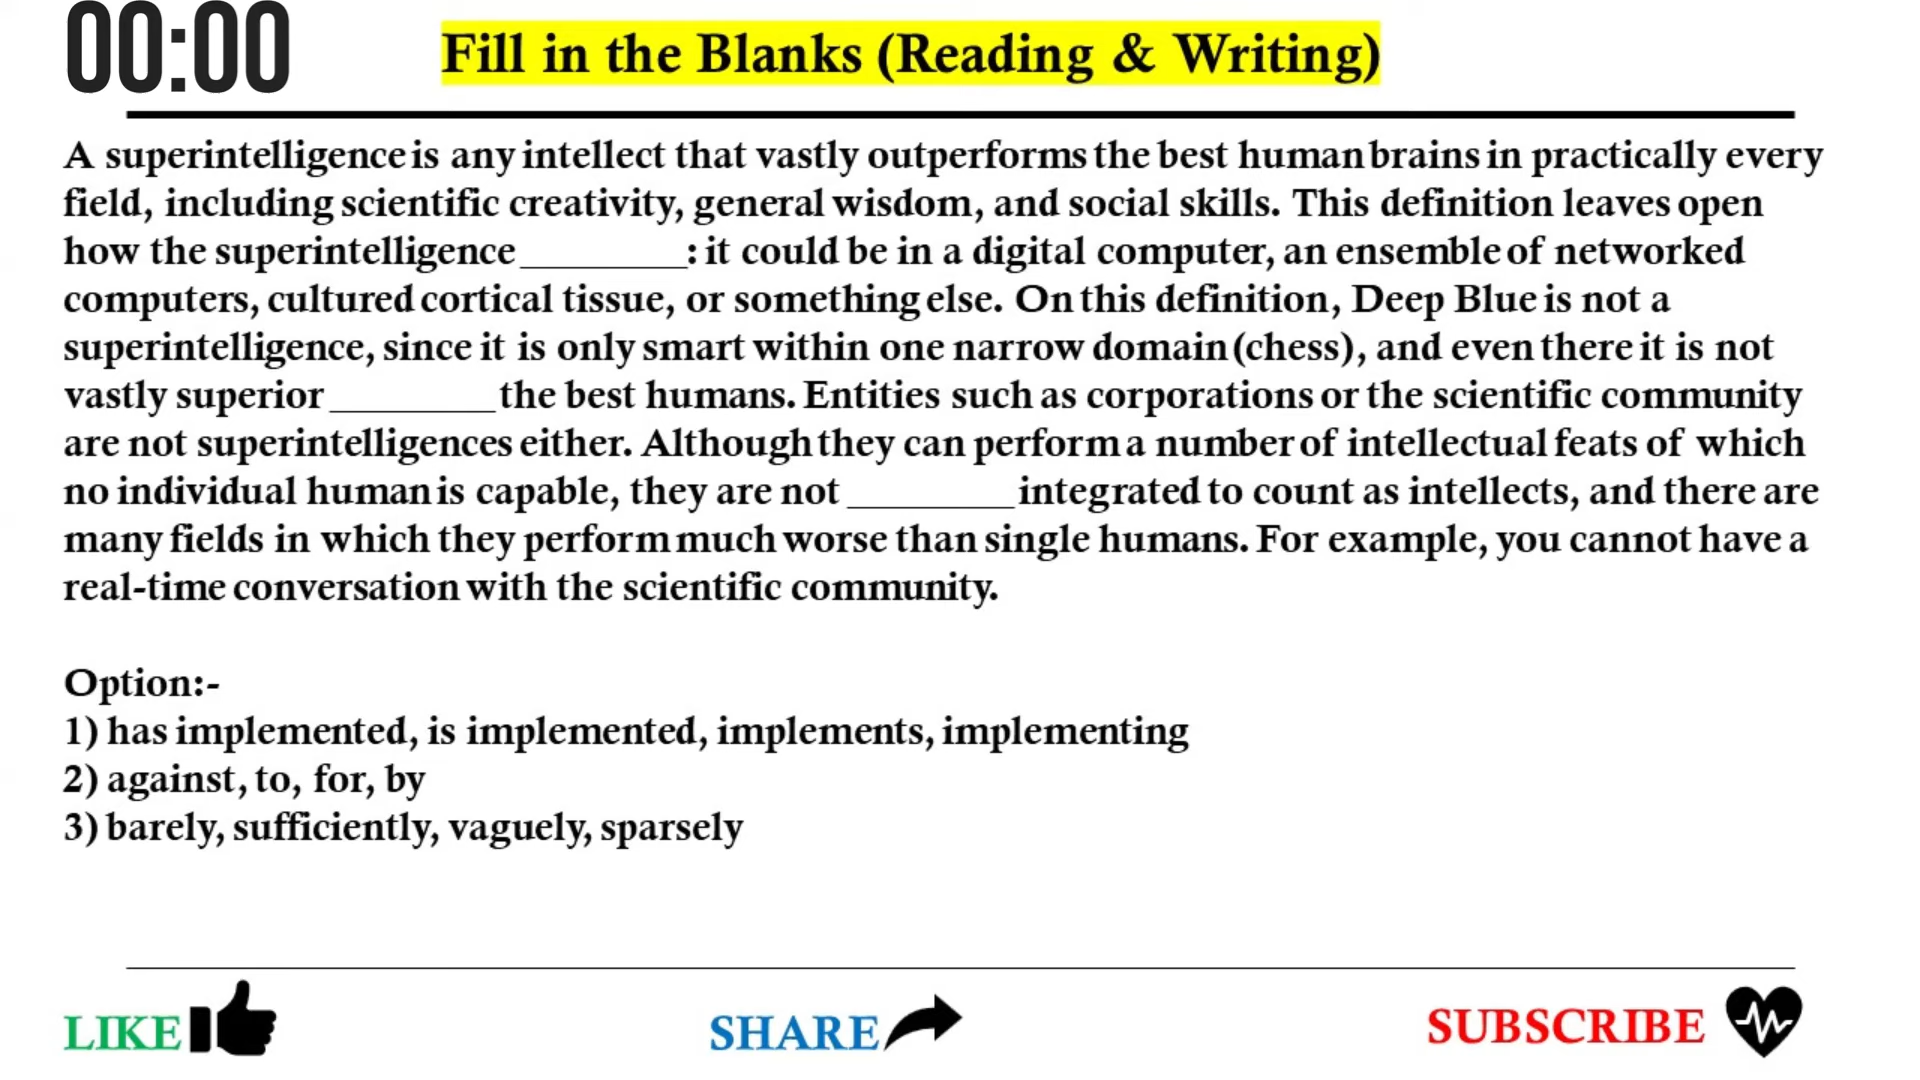 00:00
Fill in the Blanks (Reading & Writing)
A superintelligence is any intellect that vastly outperforms the best human brains in practically every
field, including scientific creativity, general wisdom, and social skills. This definition leaves open
how the superintelligence ________: it could be in a digital computer, an ensemble of networked
computers, cultured cortical tissue, or something else. On this definition, Deep Blue is not a
superintelligence, since it is only smart within one narrow domain (chess), and even there it is not
vastly superior ________ the best humans. Entities such as corporations or the scientific community
are not superintelligences either. Although they can perform a number of intellectual feats of which
no individual human is capable, they are not ________ integrated to count as intellects, and there are
many fields in which they perform much worse than single humans. For example, you cannot have a
real-time conversation with the scientific community.
Option:-
1) has implemented, is implemented, implements, implementing
2) against, to, for, by
3) barely, sufficiently, vaguely, sparsely
LIKE SHARE SUBSCRIBE